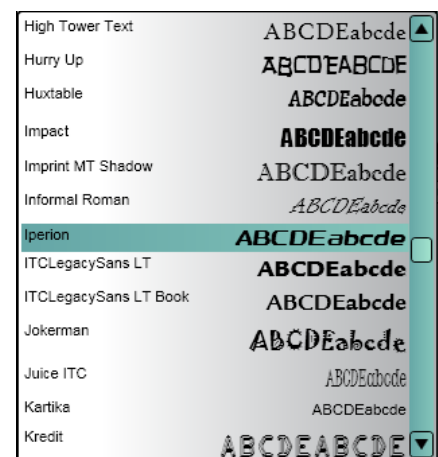 High Tower Text ABCDEabcde
Hurry Up ABCDEABCDE
Huxtable ABCDEabcde
Impact ABCDEabcde
Imprint MT Shadow ABCDEabcde
Informal Roman ABCDEabcde
Iperion ABCDEabcde
ITCLegacySans LT ABCDEabcde
ITCLegacySans LT Book ABCDEabcde
Jokerman ABCDEabcde
Juice ITC ABCDEabcde
Kartika ABCDEabcde
Kredit ABCDEABCDE